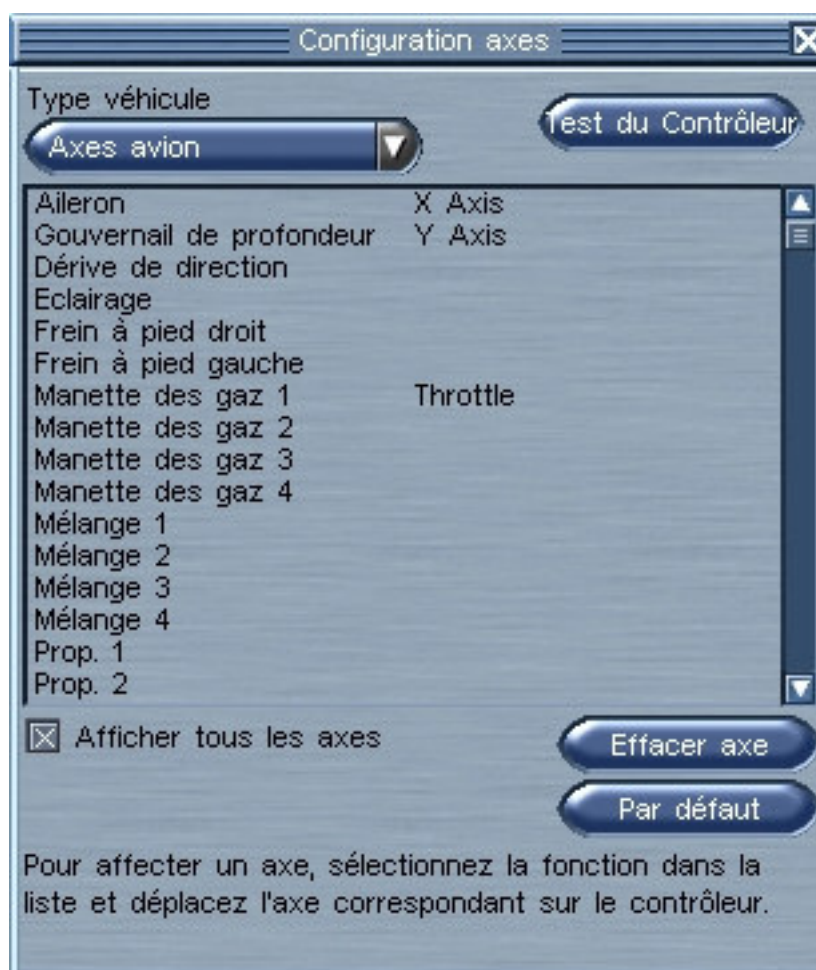 Configuration axes
Type véhicule
Axes avion
Test du Contrôleur
Aileron X Axis
Gouvernail de profondeur Y Axis
Dérive de direction
Eclairage
Frein à pied droit
Frein à pied gauche
Manette des gaz 1 Throttle
Manette des gaz 2
Manette des gaz 3
Manette des gaz 4
Mélange 1
Mélange 2
Mélange 3
Mélange 4
Prop. 1
Prop. 2
Afficher tous les axes
Effacer axe
Par défaut
Pour affecter un axe, sélectionnez la fonction dans la
liste et déplacez l'axe correspondant sur le contrôleur.